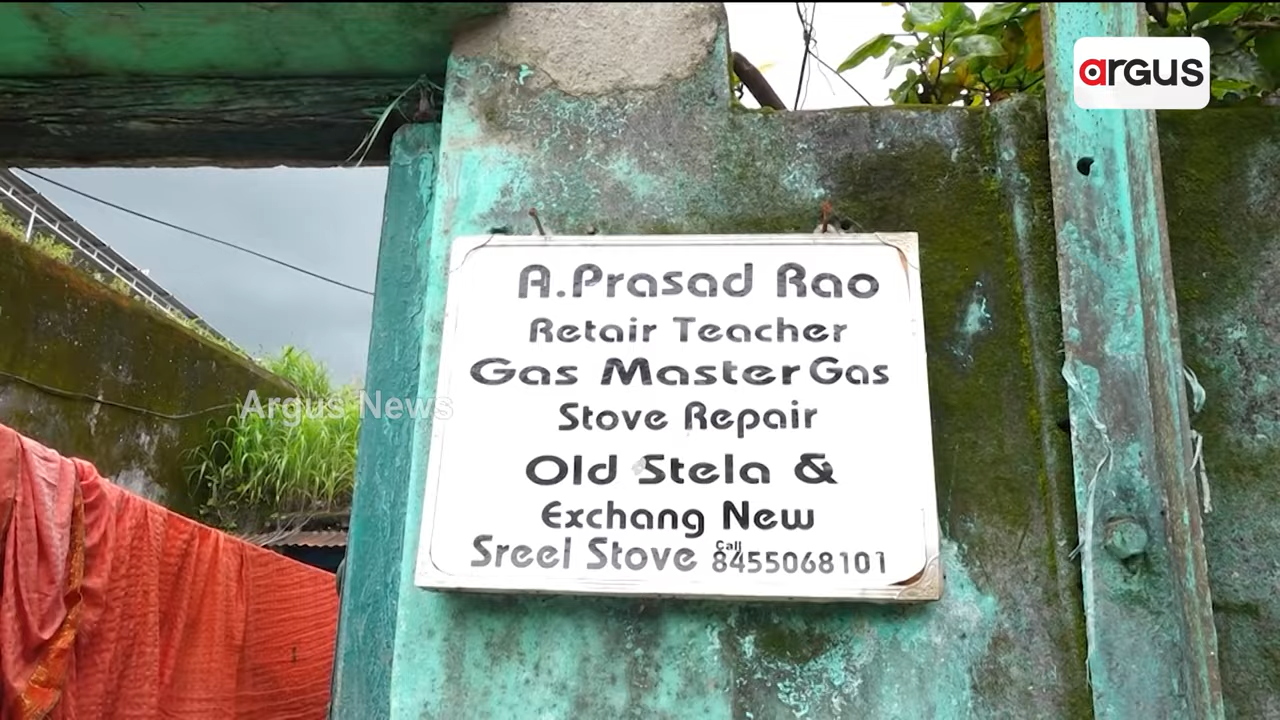 argus
A.Prasad Rao
Retair Teacher
Gas Master Gas
Stove Repair
Argus News
Old Stela &
Exchang New
Sreel Stove Call 8455068101